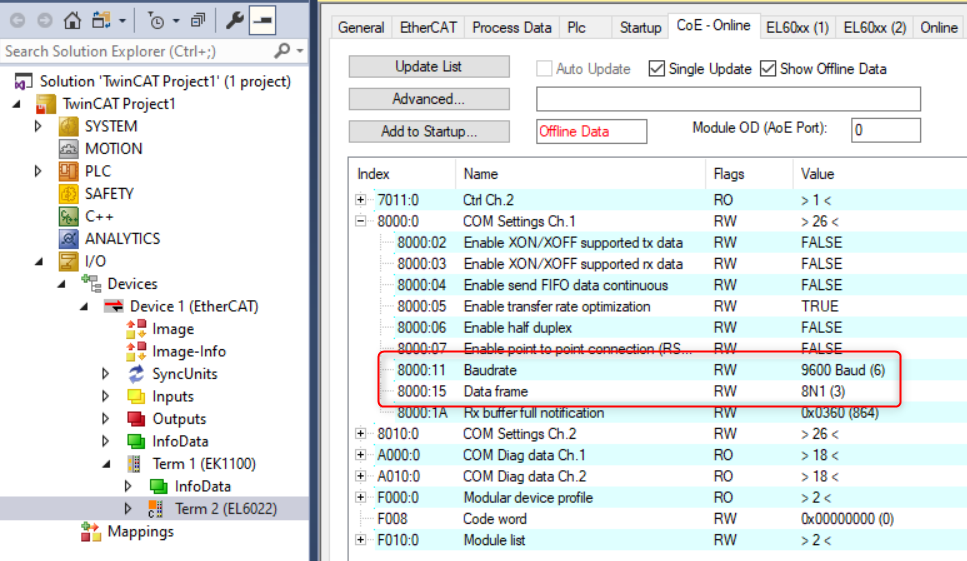 Search Solution Explorer (Ctrl+;)
Solution 'TwinCAT Project1' (1 project)
TwinCAT Project1
SYSTEM
MOTION
PLC
SAFETY
C++
ANALYTICS
I/O
Devices
Device 1 (EtherCAT)
Image
Image-Info
SyncUnits
Inputs
Outputs
InfoData
Term 1 (EK1100)
InfoData
Term 2 (EL6022)
Mappings
General EtherCAT Process Data Plc Startup CoE - Online EL60xx (1) EL60xx (2) Online
Update List Auto Update Single Update Show Offline Data
Advanced...
Add to Startup... Offline Data Module OD (AoE Port): 0
Index Name Flags Value
7011:0 Ctrl Ch.2 RO > 1 <
8000:0 COM Settings Ch.1 RW > 26 <
8000:02 Enable XON/XOFF supported tx data RW FALSE
8000:03 Enable XON/XOFF supported rx data RW FALSE
8000:04 Enable send FIFO data continuous RW FALSE
8000:05 Enable transfer rate optimization RW TRUE
8000:06 Enable half duplex RW FALSE
8000:07 Enable point to point connection (RS... RW FALSE
8000:11 Baudrate RW 9600 Baud (6)
8000:15 Data frame RW 8N1 (3)
8000:1A Rx buffer full notification RW 0x0360 (864)
8010:0 COM Settings Ch.2 RW > 26 <
A000:0 COM Diag data Ch.1 RO > 18 <
A010:0 COM Diag data Ch.2 RO > 18 <
F000:0 Modular device profile RO > 2 <
F008 Code word RW 0x00000000 (0)
F010:0 Module list RW > 2 <